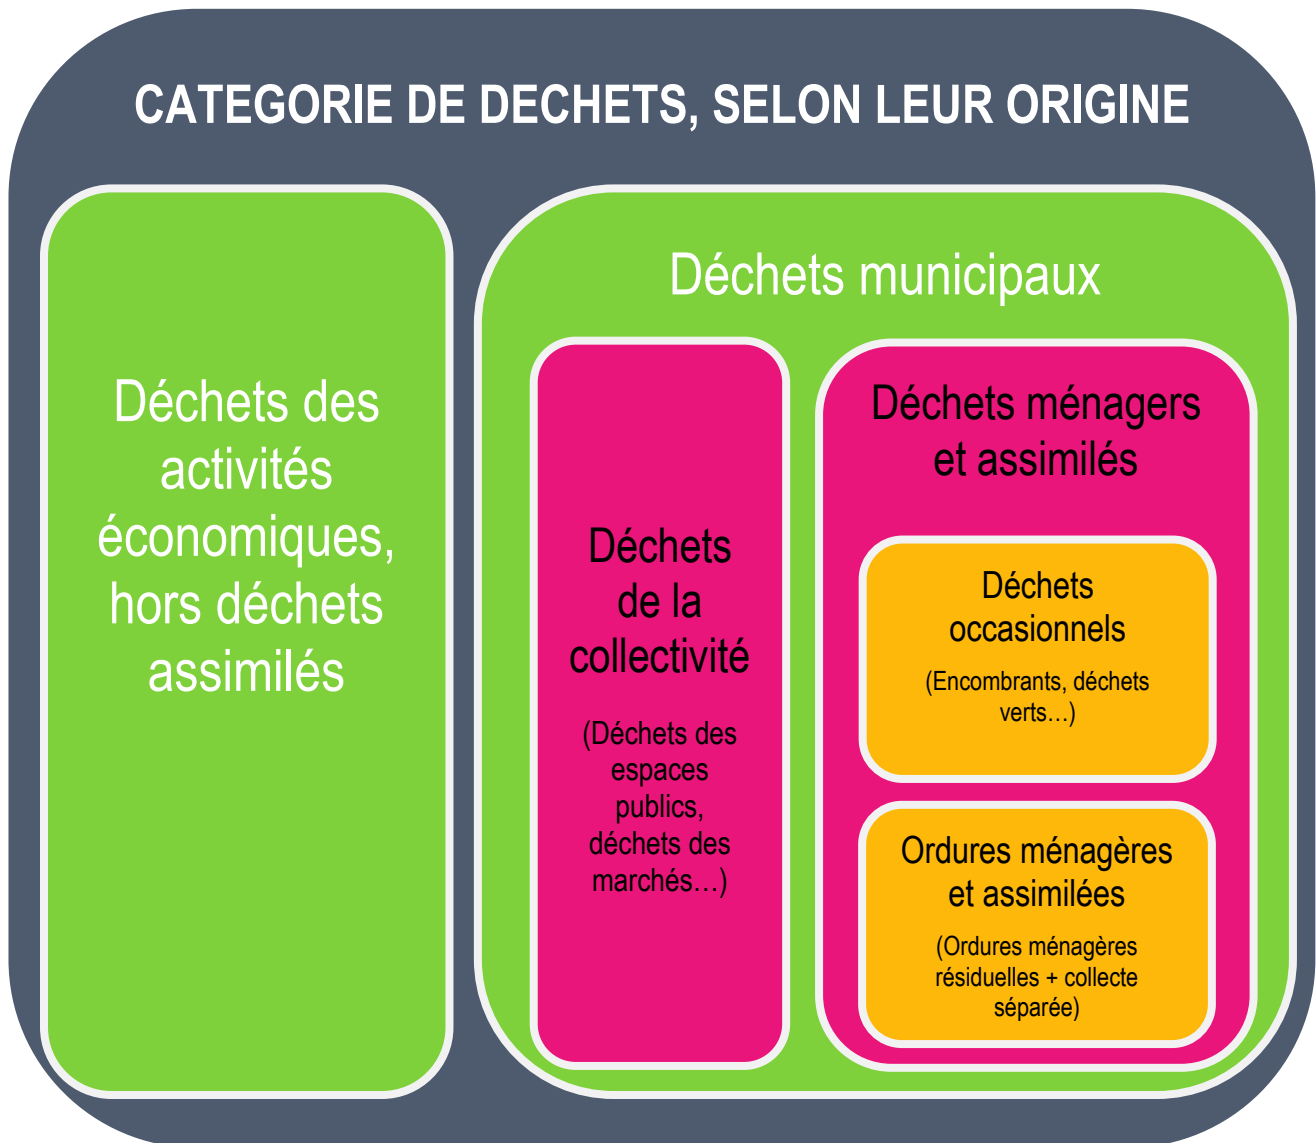 CATEGORIE DE DECHETS, SELON LEUR ORIGINE
Déchets des
activités
économiques,
hors déchets
assimilés
Déchets municipaux
Déchets
de la
collectivité
(Déchets des
espaces
publics,
déchets des
marchés…)
Déchets ménagers
et assimilés
Déchets
occasionnels
(Encombrants, déchets
verts…)
Ordures ménagères
et assimilées
(Ordures ménagères
résiduelles + collecte
séparée)